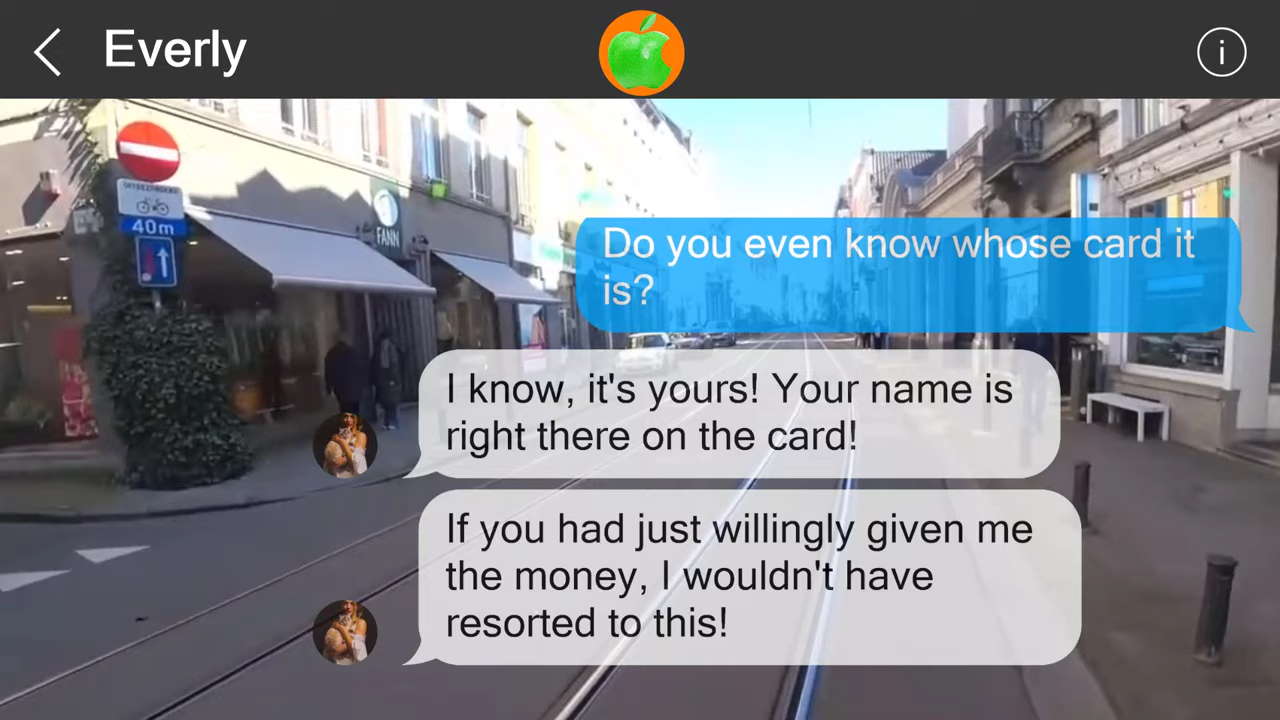 Everly
i
UITGEZONDERD
40m
FANN
Do you even know whose card it
is?
I know, it's yours! Your name is
right there on the card!
If you had just willingly given me
the money, I wouldn't have
resorted to this!